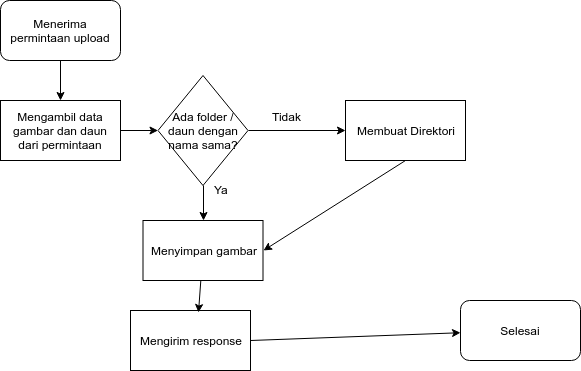 Menerima
permintaan upload
Mengambil data
gambar dan daun
dari permintaan
Ada folder /
daun dengan
nama sama?
Tidak
Membuat Direktori
Ya
Menyimpan gambar
Mengirim response
Selesai